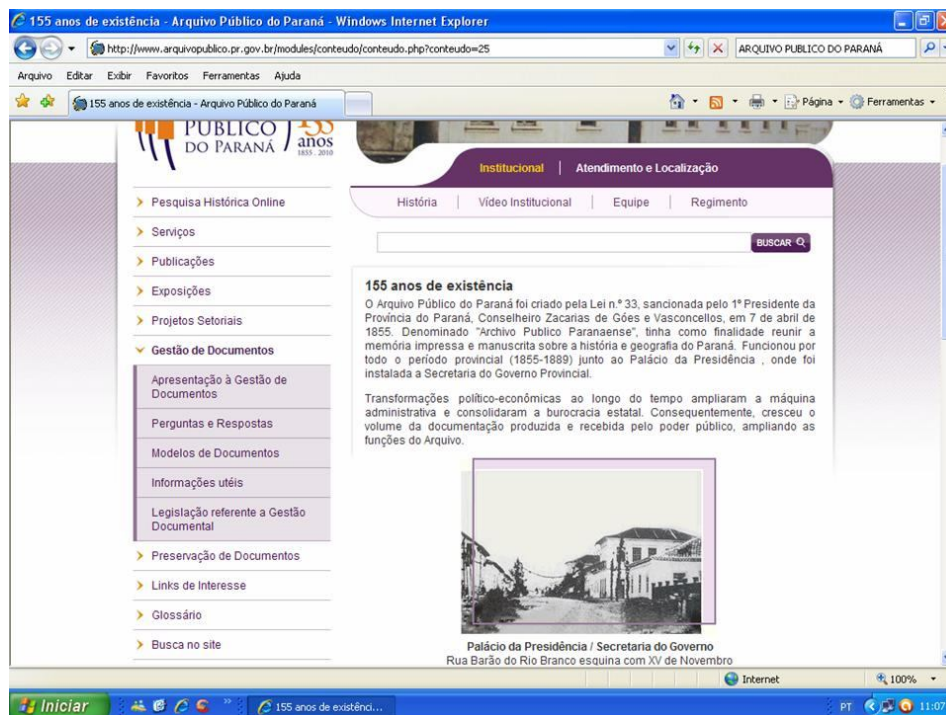 155 anos de existência - Arquivo Público do Paraná - Windows Internet Explorer
http://www.arquivopublico.pr.gov.br/modules/conteudo/conteudo.php?conteudo=25
ARQUIVO PUBLICO DO PARANÁ
Arquivo Editar Exibir Favoritos Ferramentas Ajuda
155 anos de existência - Arquivo Público do Paraná
Página
Ferramentas
PÚBLICO
DO PARANÁ
155
anos
1855 . 2010
Institucional | Atendimento e Localização
História | Vídeo Institucional | Equipe | Regimento
BUSCAR
Pesquisa Histórica Online
Serviços
Publicações
Exposições
Projetos Setoriais
Gestão de Documentos
Apresentação à Gestão de
Documentos
Perguntas e Respostas
Modelos de Documentos
Informações utéis
Legislação referente a Gestão
Documental
Preservação de Documentos
Links de Interesse
Glossário
Busca no site
155 anos de existência
O Arquivo Público do Paraná foi criado pela Lei n.º 33, sancionada pelo 1º Presidente da
Província do Paraná, Conselheiro Zacarias de Góes e Vasconcellos, em 7 de abril de
1855. Denominado "Archivo Publico Paranaense", tinha como finalidade reunir a
memória impressa e manuscrita sobre a história e geografia do Paraná. Funcionou por
todo o período provincial (1855-1889) junto ao Palácio da Presidência , onde foi
instalada a Secretaria do Governo Provincial.
Transformações político-econômicas ao longo do tempo ampliaram a máquina
administrativa e consolidaram a burocracia estatal. Consequentemente, cresceu o
volume da documentação produzida e recebida pelo poder público, ampliando as
funções do Arquivo.
Palácio da Presidência / Secretaria do Governo
Rua Barão do Rio Branco esquina com XV de Novembro
Internet
100%
Iniciar
155 anos de existênci...
PT
11:07